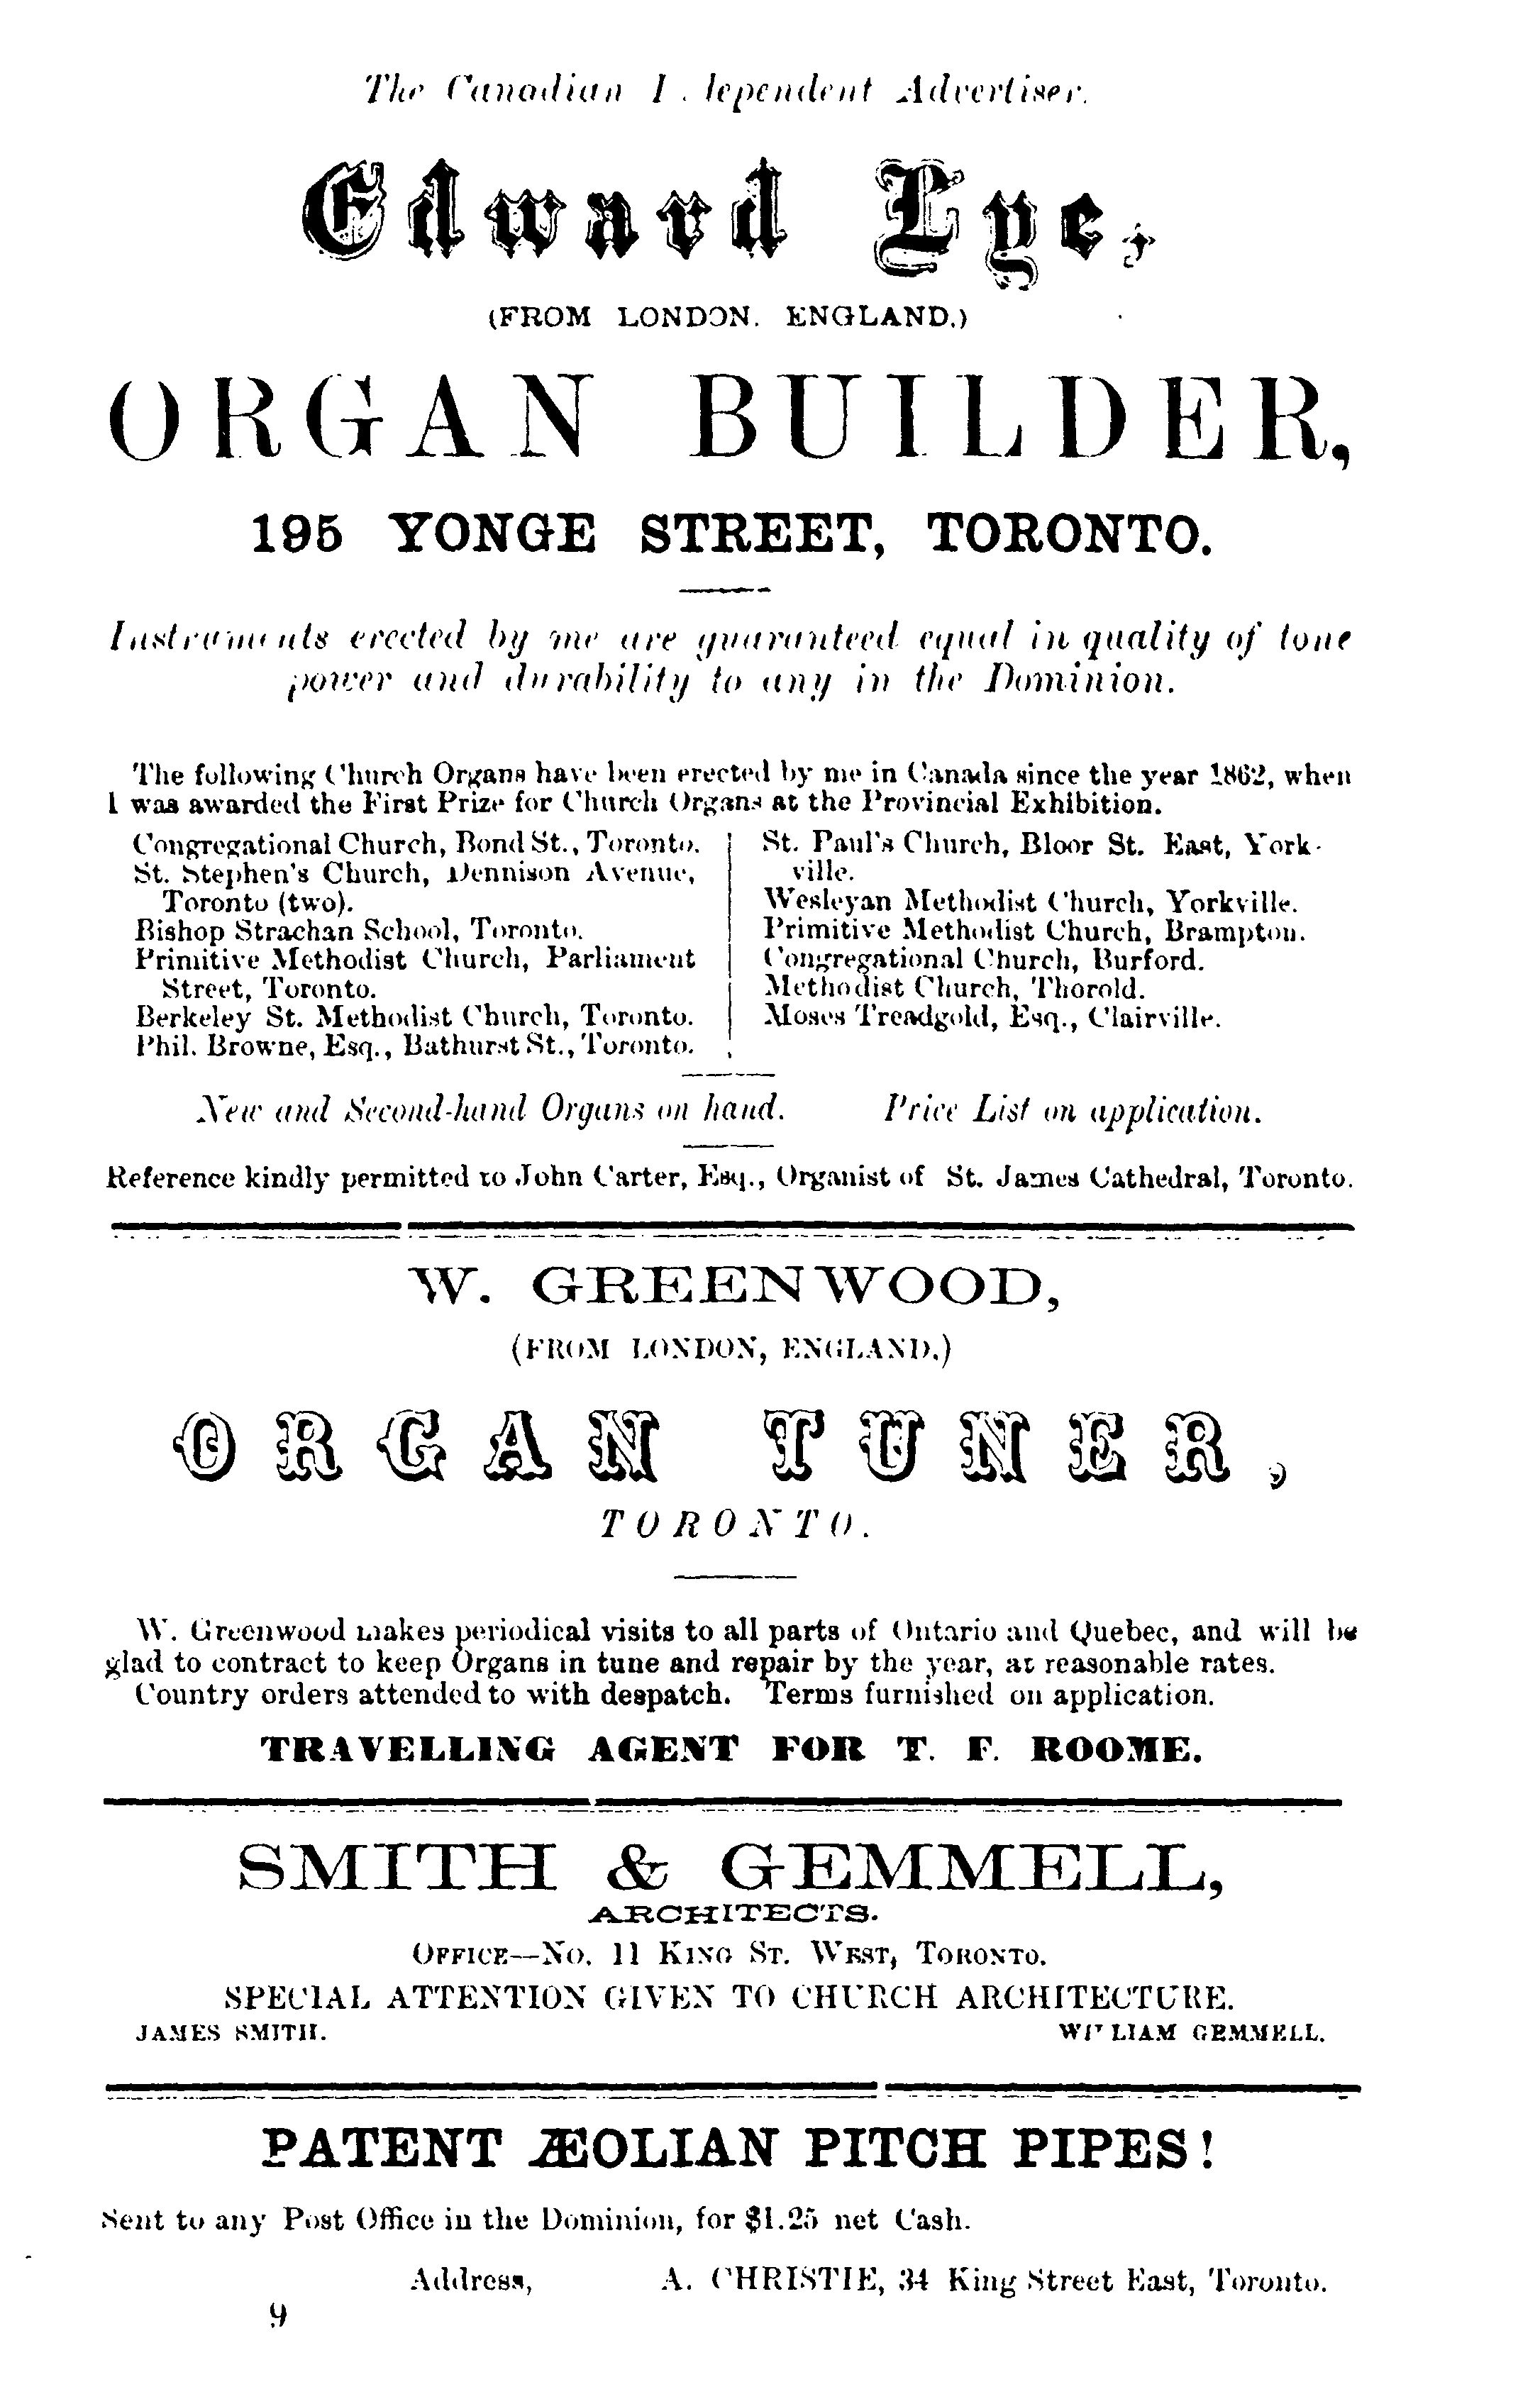 The Canadian Advertiser.
Edward Lye,
(FROM LONDON, ENGLAND.)
ORGAN BUILDER,
195 YONGE STREET, TORONTO.
Instruments erected by me are guaranteed equal in quality of tone
power and durability to any in the Dominion.
The following Church Organs have been erected by me in Canada since the year 1862, when
I was awarded the First Prize for Church Organs at the Provincial Exhibition.
Congregational Church, Bond St., Toronto.
St. Stephen's Church, Dennison Avenue,
Toronto (two).
Bishop Strachan School, Toronto.
Primitive Methodist Church, Parliament
Street, Toronto.
Berkeley St. Methodist Church, Toronto.
Phil. Browne, Esq., Bathurst St., Toronto.
St. Paul's Church, Bloor St. East, York-
ville.
Wesleyan Methodist Church, Yorkville.
Primitive Methodist Church, Brampton.
Congregational Church, Burford.
Methodist Church, Thorold.
Moses Treadgold, Esq., Clairville.
New and Second-hand Organs on hand. Price List on application.
Reference kindly permitted to John Carter, Esq., Organist of St. James Cathedral, Toronto.
W. GREENWOOD,
(FROM LONDON, ENGLAND.)
ORGAN TUNER,
TORONTO.
W. Greenwood makes periodical visits to all parts of Ontario and Quebec, and will be
glad to contract to keep Organs in tune and repair by the year, at reasonable rates.
Country orders attended to with despatch. Terms furnished on application.
TRAVELLING AGENT FOR T. F. ROOME.
SMITH & GEMMELL,
ARCHITECTS.
OFFICE—No. 11 KING ST. WEST, TORONTO.
SPECIAL ATTENTION GIVEN TO CHURCH ARCHITECTURE.
JAMES SMITH. WILLIAM GEMMELL.
PATENT ÆOLIAN PITCH PIPES!
Sent to any Post Office in the Dominion, for $1.25 net Cash.
Address, A. CHRISTIE, 34 King Street East, Toronto.
9